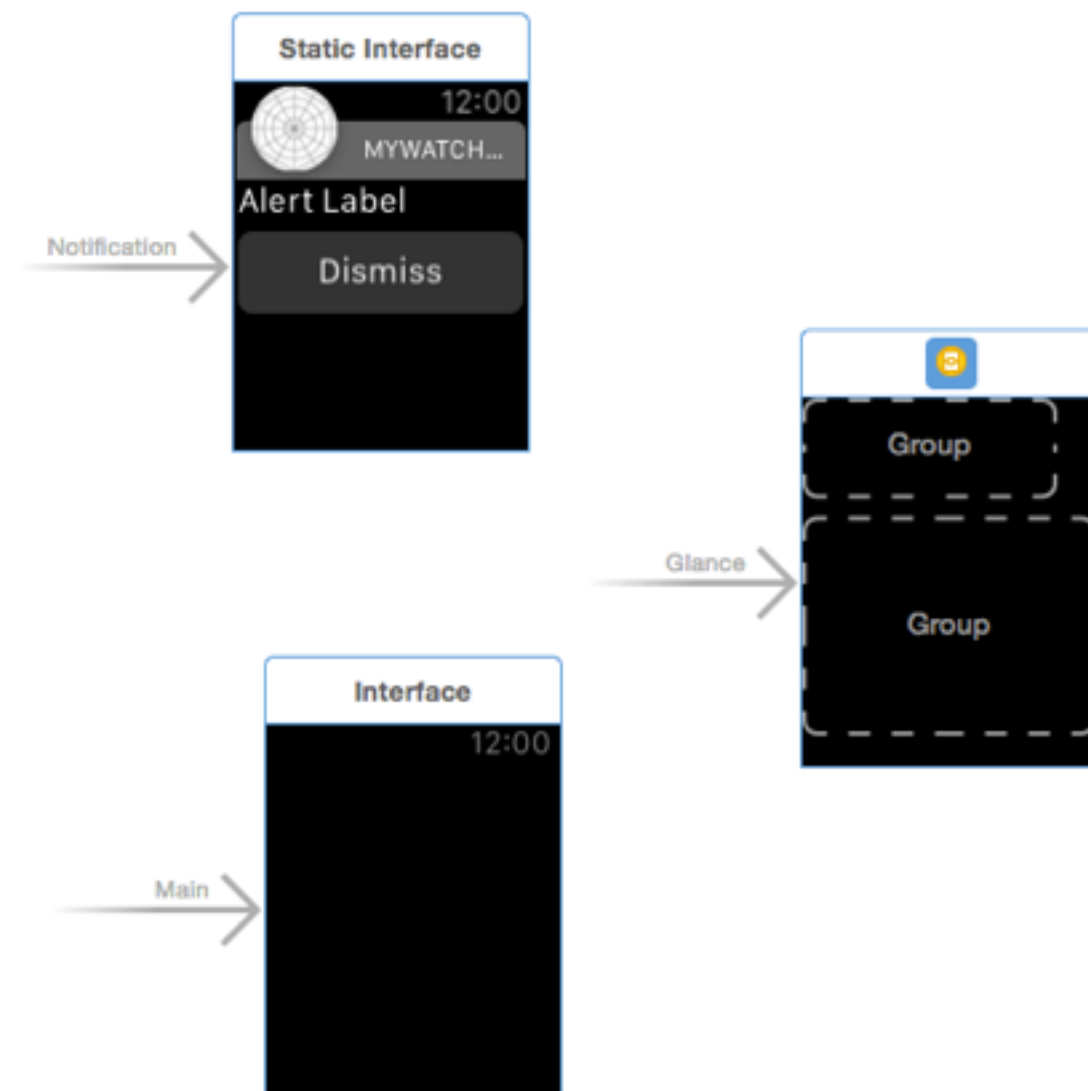 Static Interface
12:00
MYWATCH...
Alert Label
Notification
Dismiss
Group
Glance
Group
Interface
12:00
Main